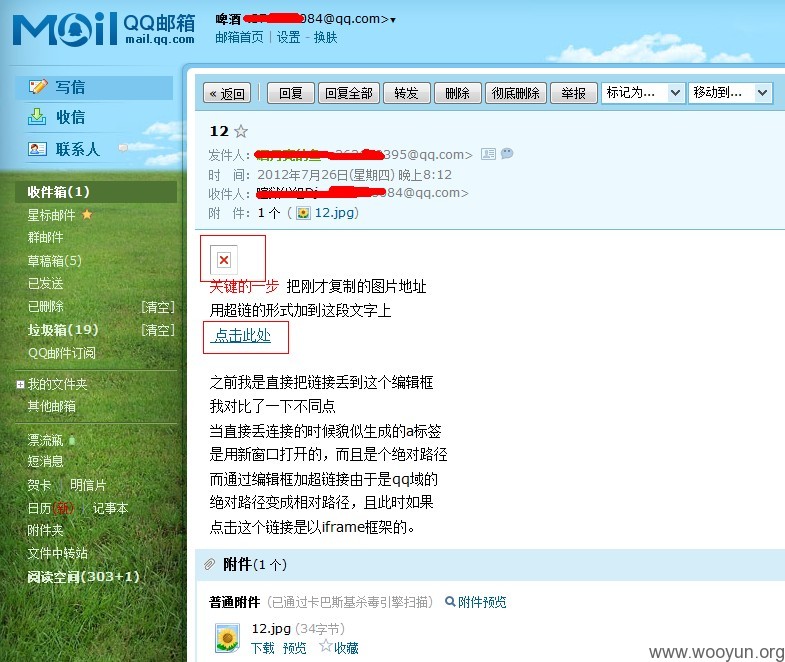 Mail QQ邮箱
mail.qq.com
啤酒 084@qq.com>
邮箱首页 | 设置 - 换肤
写信
收信
联系人
收件箱(1)
星标邮件
群邮件
草稿箱(5)
已发送
已删除 [清空]
垃圾箱(19) [清空]
QQ邮件订阅
我的文件夹
其他邮箱
漂流瓶
短消息
贺卡 | 明信片
日历(新) | 记事本
附件夹
文件中转站
阅读空间(303+1)
« 返回 回复 回复全部 转发 删除 彻底删除 举报 标记为... 移动到...
12
发件人： 395@qq.com>
时 间： 2012年7月26日(星期四) 晚上8:12
收件人： 084@qq.com>
附 件： 1 个 ( 12.jpg)
关键的一步 把刚才复制的图片地址
用超链的形式加到这段文字上
点击此处
之前我是直接把链接丢到这个编辑框
我对比了一下不同点
当直接丢连接的时候貌似生成的a标签
是用新窗口打开的，而且是个绝对路径
而通过编辑框加超链接由于是qq域的
绝对路径变成相对路径，且此时如果
点击这个链接是以iframe框架的。
附件(1 个)
普通附件 (已通过卡巴斯基杀毒引擎扫描) 附件预览
12.jpg (34字节)
下载 预览 收藏
www.wooyun.org